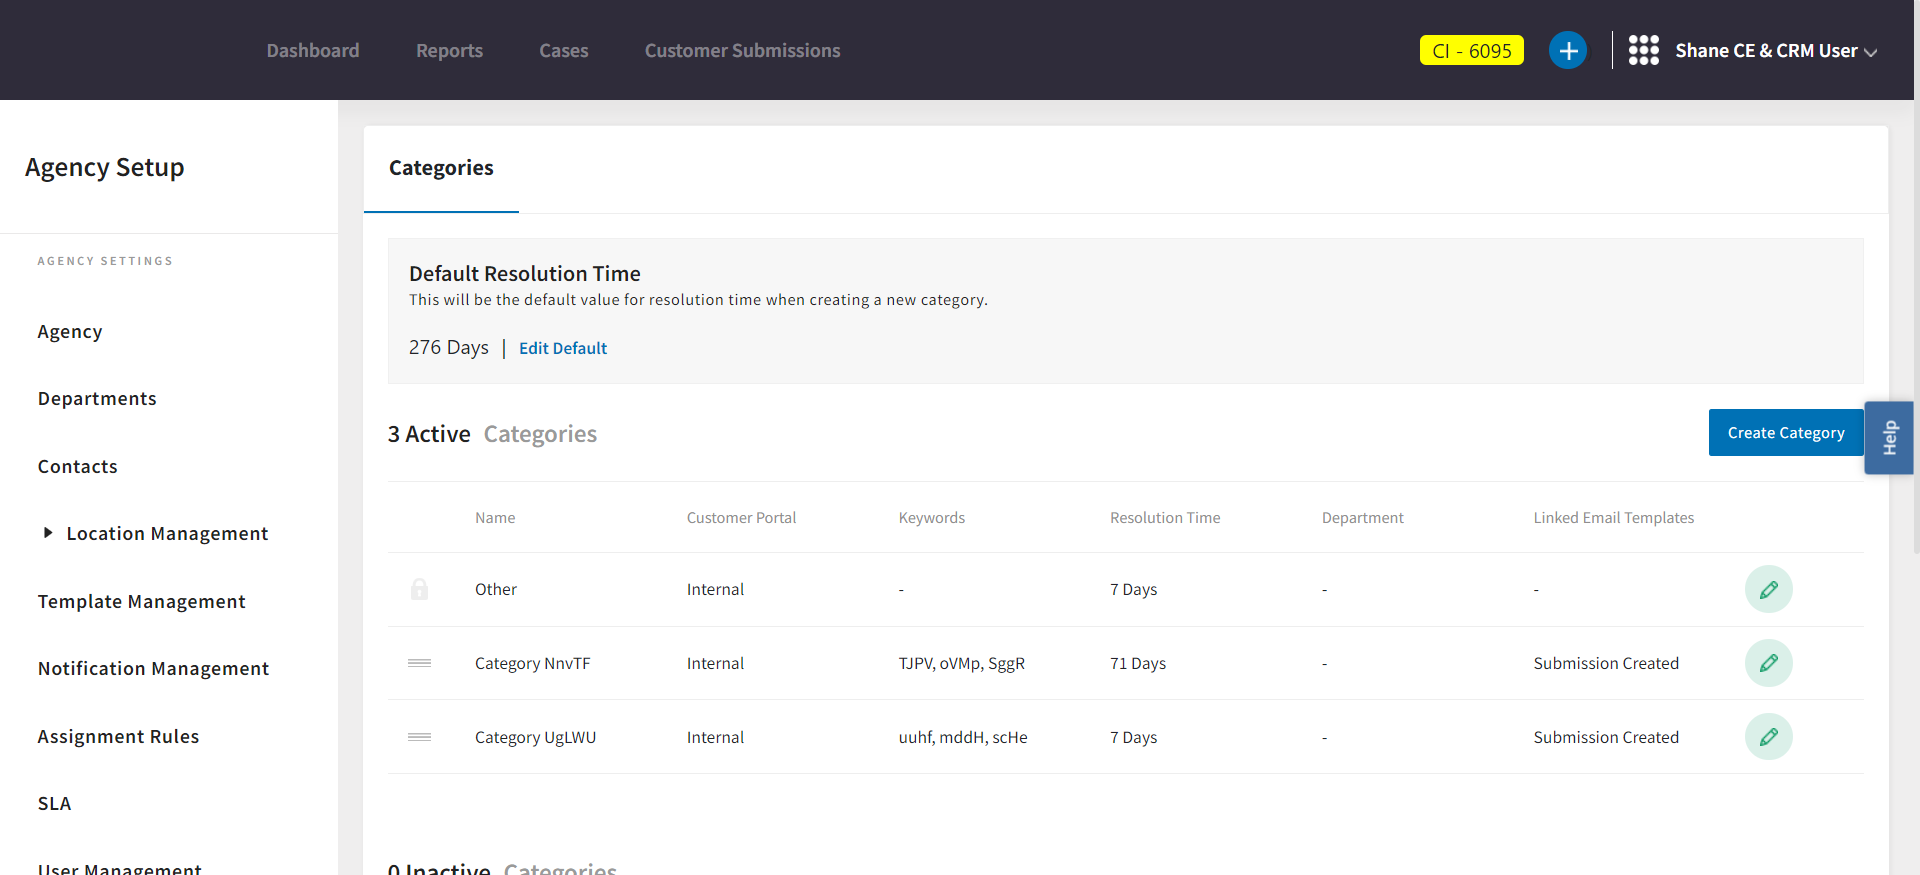 Dashboard Reports Cases Customer Submissions CI - 6095 Shane CE & CRM User
Agency Setup
AGENCY SETTINGS
Agency
Departments
Contacts
Location Management
Template Management
Notification Management
Assignment Rules
SLA
User Management
Categories
Default Resolution Time
This will be the default value for resolution time when creating a new category.
276 Days | Edit Default
3 Active Categories
Create Category
Help
Name Customer Portal Keywords Resolution Time Department Linked Email Templates
Other Internal - 7 Days - -
Category NnvTF Internal TJPV, oVMp, SggR 71 Days - Submission Created
Category UgLWU Internal uuhf, mddH, scHe 7 Days - Submission Created
0 Inactive Categories